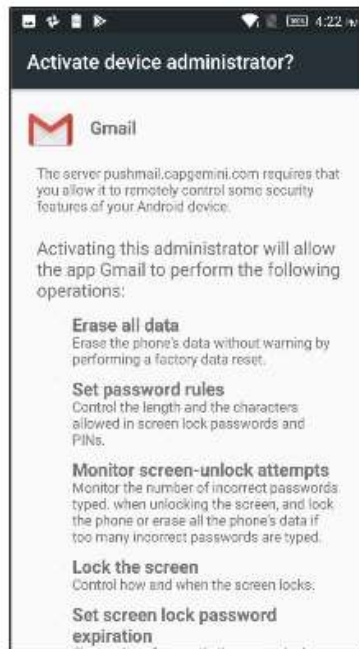 4:22 PM
Activate device administrator?
Gmail
The server pushmail.capgemini.com requires that
you allow it to remotely control some security
features of your Android device.
Activating this administrator will allow
the app Gmail to perform the following
operations:
Erase all data
Erase the phone's data without warning by
performing a factory data reset.
Set password rules
Control the length and the characters
allowed in screen lock passwords and
PINs.
Monitor screen-unlock attempts
Monitor the number of incorrect passwords
typed. when unlocking the screen, and lock
the phone or erase all the phone's data if
too many incorrect passwords are typed.
Lock the screen
Control how and when the screen locks.
Set screen lock password
expiration